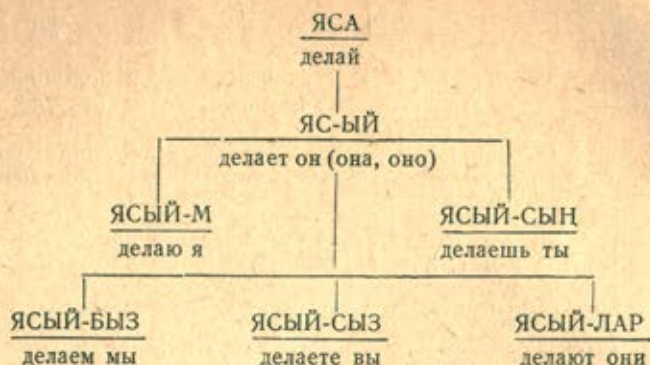 ЯСА
делай
ЯС-ЫЙ
делает он (она, оно)
ЯСЫЙ-М
делаю я
ЯСЫЙ-СЫҢ
делаешь ты
ЯСЫЙ-БЫЗ
делаем мы
ЯСЫЙ-СЫЗ
делаете вы
ЯСЫЙ-ЛАР
делают они